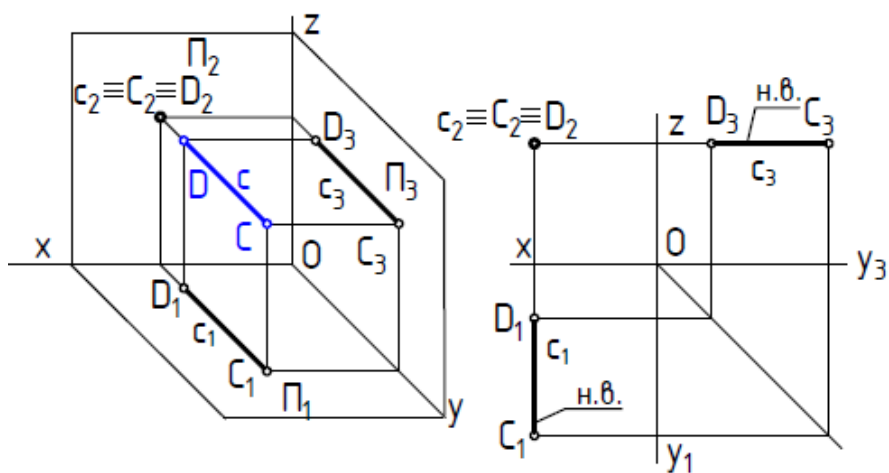 z
П₂
c₂≡C₂≡D₂
D₃
D
c
c₃
П₃
C
C₃
x
O
D₁
c₁
C₁
П₁
y
н.в.
c₂≡C₂≡D₂
z
D₃
C₃
c₃
x
O
y₃
D₁
c₁
н.в.
C₁
y₁